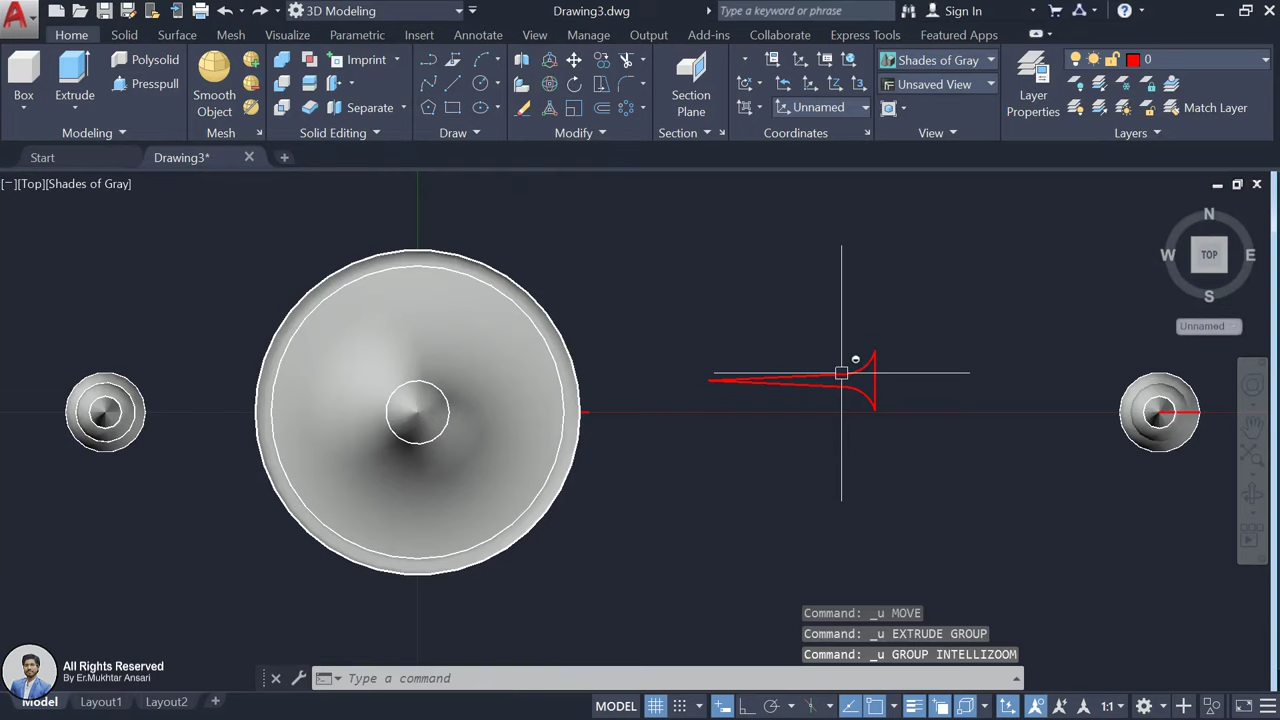 A 3D Modeling Drawing3.dwg Type a keyword or phrase Sign In
Home Solid Surface Mesh Visualize Parametric Insert Annotate View Manage Output Add-ins Collaborate Express Tools Featured Apps
Box
Extrude
Polysolid
Presspull
Smooth
Object
Imprint
Separate
Section
Plane
Unnamed
Shades of Gray
Unsaved View
Layer
Properties
0
Match Layer
Modeling Mesh Solid Editing Draw Modify Section Coordinates View Layers
Start Drawing3*
[−][Top][Shades of Gray]
N
W TOP E
S
Unnamed
Command: _u MOVE
Command: _u EXTRUDE GROUP
Command: _u GROUP INTELLIZOOM
Type a command
All Rights Reserved
By Er.Mukhtar Ansari
Model Layout1 Layout2 + MODEL 1:1